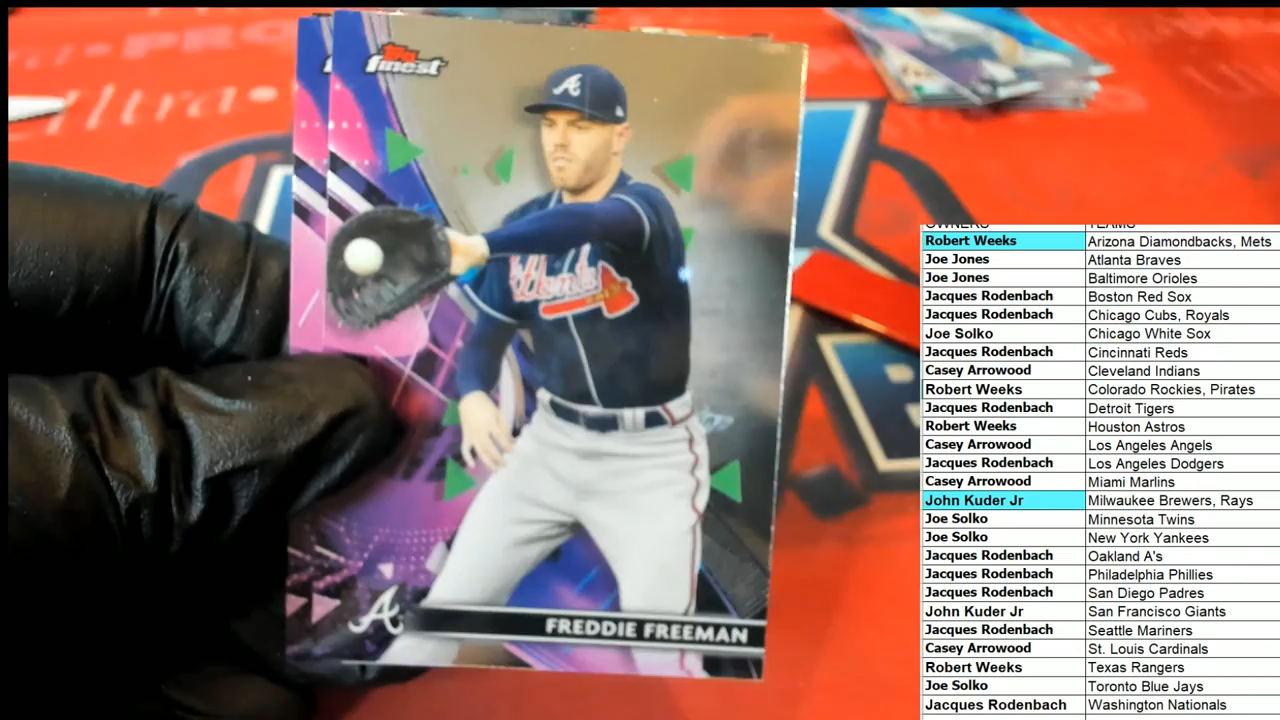 Topps
finest
A
Atlanta
FREDDIE FREEMAN
A
Ultra • PRO
OWNERS TEAMS
Robert Weeks Arizona Diamondbacks, Mets
Joe Jones Atlanta Braves
Joe Jones Baltimore Orioles
Jacques Rodenbach Boston Red Sox
Jacques Rodenbach Chicago Cubs, Royals
Joe Solko Chicago White Sox
Jacques Rodenbach Cincinnati Reds
Casey Arrowood Cleveland Indians
Robert Weeks Colorado Rockies, Pirates
Jacques Rodenbach Detroit Tigers
Robert Weeks Houston Astros
Casey Arrowood Los Angeles Angels
Jacques Rodenbach Los Angeles Dodgers
Casey Arrowood Miami Marlins
John Kuder Jr Milwaukee Brewers, Rays
Joe Solko Minnesota Twins
Joe Solko New York Yankees
Jacques Rodenbach Oakland A's
Jacques Rodenbach Philadelphia Phillies
Jacques Rodenbach San Diego Padres
John Kuder Jr San Francisco Giants
Jacques Rodenbach Seattle Mariners
Casey Arrowood St. Louis Cardinals
Robert Weeks Texas Rangers
Joe Solko Toronto Blue Jays
Jacques Rodenbach Washington Nationals